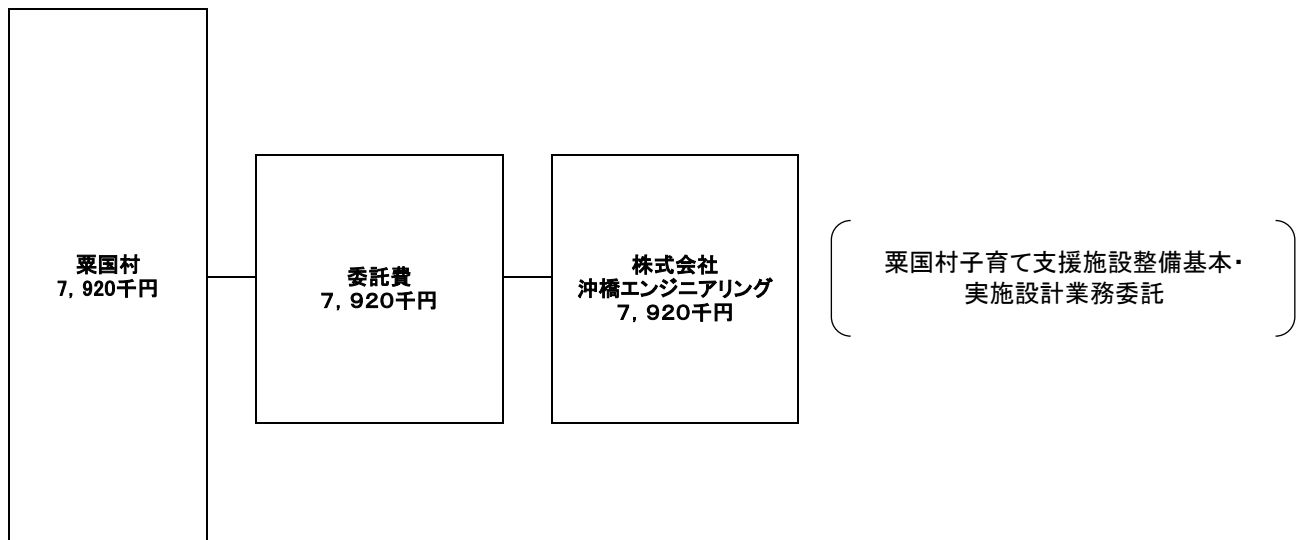 粟国村
7，920千円
委託費
7，920千円
株式会社
沖橋エンジニアリング
7，920千円
粟国村子育て支援施設整備基本・
実施設計業務委託